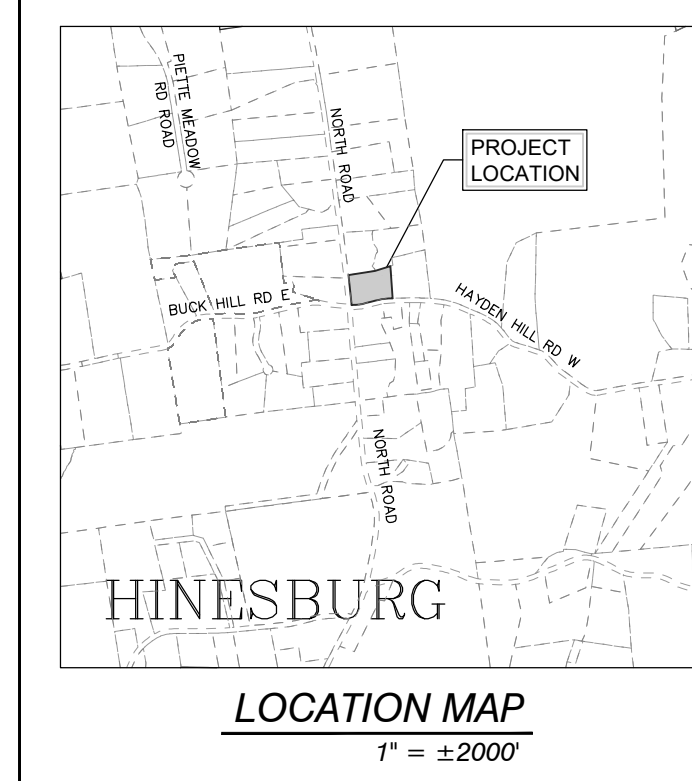 PIETTE MEADOW
RD ROAD
NORTH ROAD
PROJECT
LOCATION
BUCK HILL RD E
HAYDEN HILL RD W
NORTH ROAD
HINESBURG
LOCATION MAP
1" = ±2000'